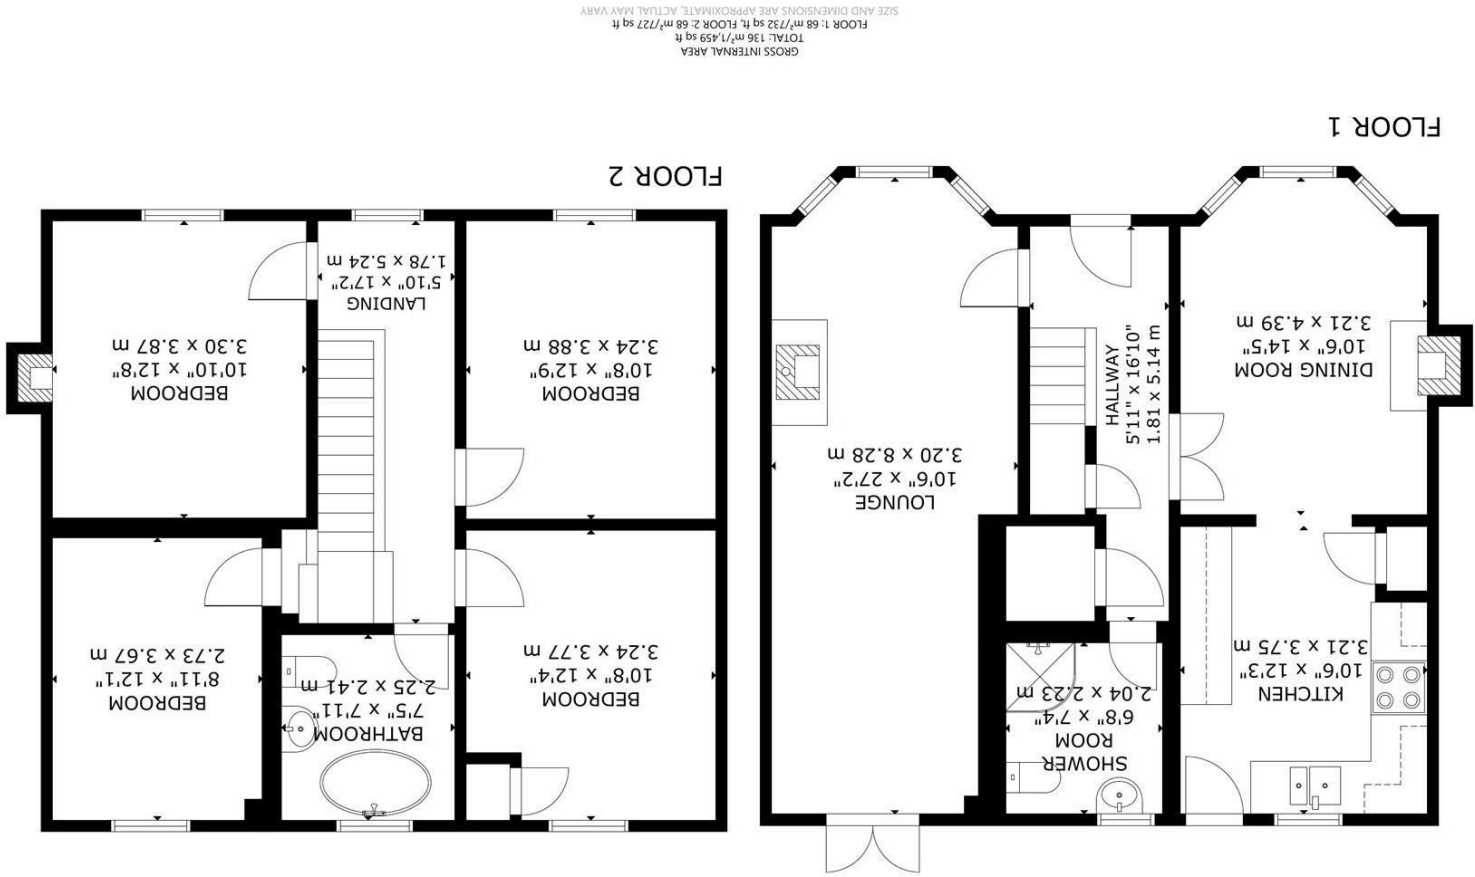 FLOOR 1
DINING ROOM
10'6" x 14'5"
3.21 x 4.39 m
HALLWAY
5'11" x 16'10"
1.81 x 5.14 m
LOUNGE
10'6" x 27'2"
3.20 x 8.28 m
KITCHEN
10'6" x 12'3"
3.21 x 3.75 m
SHOWER
ROOM
6'8" x 7'4"
2.04 x 2.23 m
FLOOR 2
BEDROOM
10'8" x 12'9"
3.24 x 3.88 m
LANDING
5'10" x 17'2"
1.78 x 5.24 m
BEDROOM
10'10" x 12'8"
3.30 x 3.87 m
BEDROOM
10'8" x 12'4"
3.24 x 3.77 m
BATHROOM
7'5" x 7'11"
2.25 x 2.41 m
BEDROOM
8'11" x 12'1"
2.73 x 3.67 m
GROSS INTERNAL AREA
TOTAL: 136 m²/1,459 sq ft
FLOOR 1: 68 m²/732 sq ft, FLOOR 2: 68 m²/727 sq ft
SIZE AND DIMENSIONS ARE APPROXIMATE, ACTUAL MAY VARY